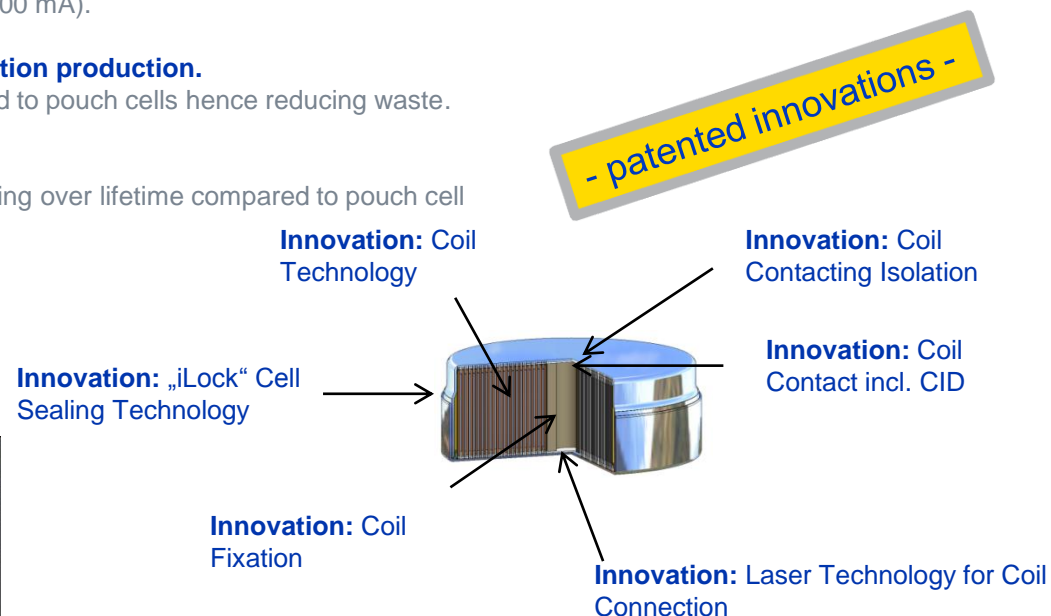 00 mA).
tion production.
d to pouch cells hence reducing waste.
- patented innovations -
ing over lifetime compared to pouch cell
Innovation: Coil
Technology
Innovation: Coil
Contacting Isolation
Innovation: „iLock“ Cell
Sealing Technology
Innovation: Coil
Contact incl. CID
Innovation: Coil
Fixation
Innovation: Laser Technology for Coil
Connection